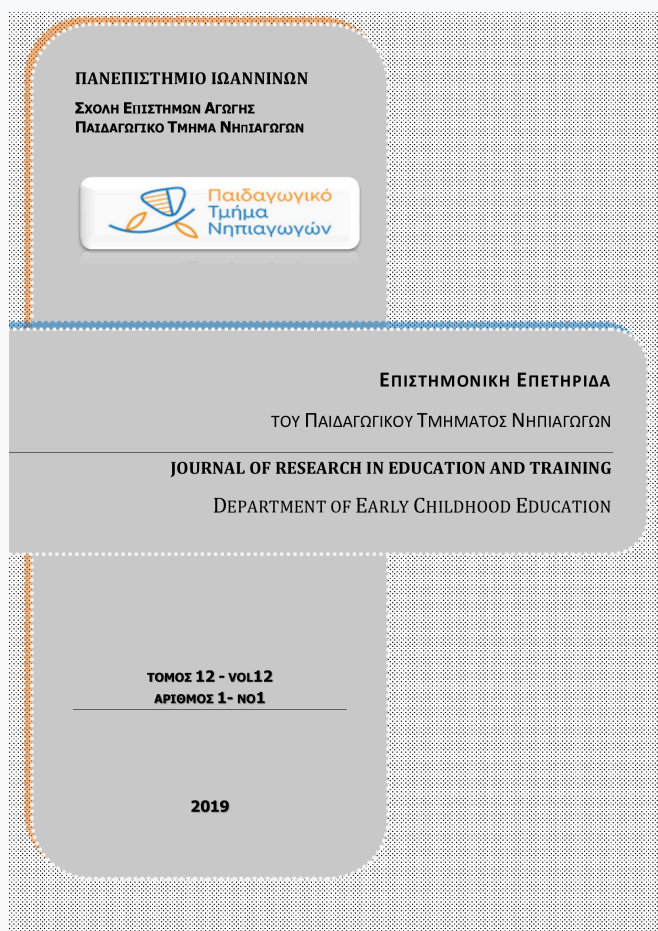 ΠΑΝΕΠΙΣΤΗΜΙΟ ΙΩΑΝΝΙΝΩΝ
ΣΧΟΛΗ ΕΠΙΣΤΗΜΩΝ ΑΓΩΓΗΣ
ΠΑΙΔΑΓΩΓΙΚΟ ΤΜΗΜΑ ΝΗΠΙΑΓΩΓΩΝ
Παιδαγωγικό
Τμήμα
Νηπιαγωγών
ΕΠΙΣΤΗΜΟΝΙΚΗ ΕΠΕΤΗΡΙΔΑ
ΤΟΥ ΠΑΙΔΑΓΩΓΙΚΟΥ ΤΜΗΜΑΤΟΣ ΝΗΠΙΑΓΩΓΩΝ
JOURNAL OF RESEARCH IN EDUCATION AND TRAINING
DEPARTMENT OF EARLY CHILDHOOD EDUCATION
ΤΟΜΟΣ 12 - VOL12
ΑΡΙΘΜΟΣ 1- NO1
2019